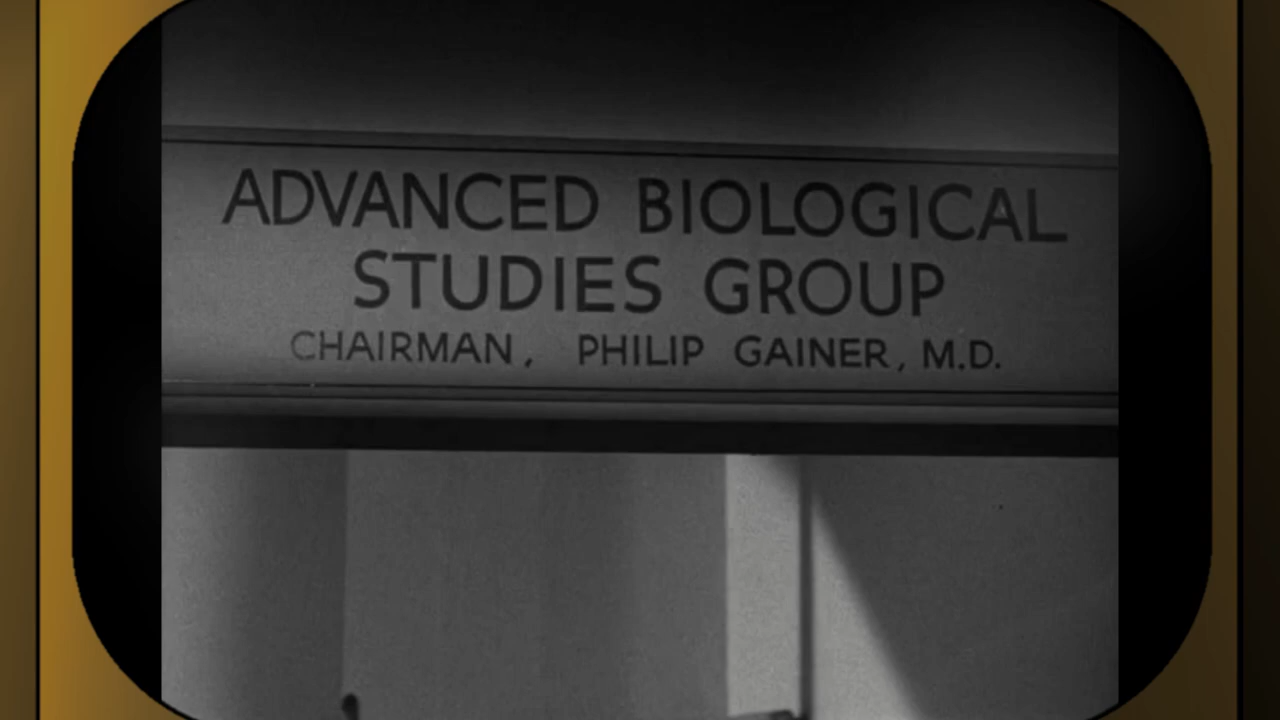 ADVANCED BIOLOGICAL
STUDIES GROUP
CHAIRMAN, PHILIP GAINER, M.D.